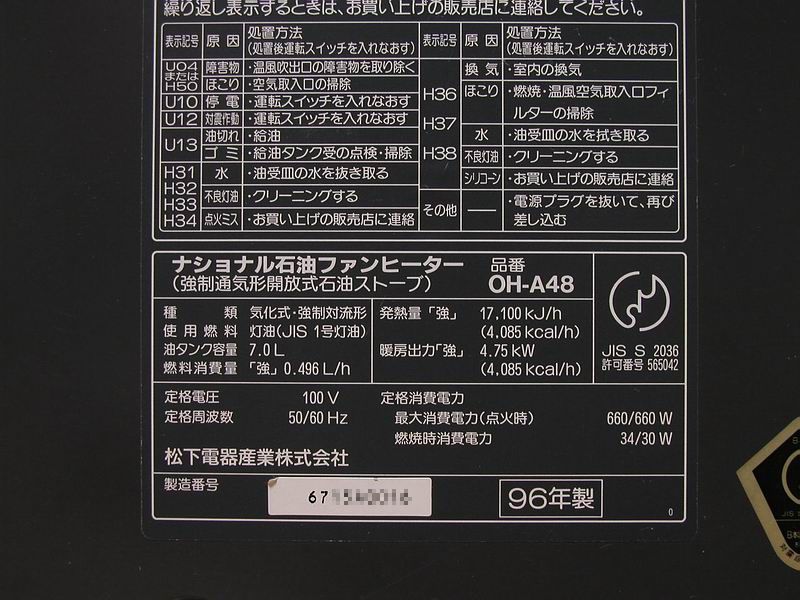 繰り返し表示するときは、お買い上げの販売店に連絡してください。
表示記号 原因 処置方法(処置後運転スイッチを入れなおす)
U04またはH50 障害物 ・温風吹出口の障害物を取り除く
ほこり ・空気取入口の掃除
U10 停電 ・運転スイッチを入れなおす
U12 対震作動 ・運転スイッチを入れなおす
U13 油切れ ・給油
ゴミ ・給油タンク受の点検・掃除
H31 H32 H33 H34 水 ・油受皿の水を抜き取る
不良灯油 ・クリーニングする
点火ミス ・お買い上げの販売店に連絡
表示記号 原因 処置方法(処置後運転スイッチを入れなおす)
H36 H37 H38 換気 ・室内の換気
ほこり ・燃焼・温風空気取入口フィ
ルターの掃除
水 ・油受皿の水を拭き取る
不良灯油 ・クリーニングする
シリコーン ・お買い上げの販売店に連絡
その他 ― ・電源プラグを抜いて、再び
差し込む
ナショナル石油ファンヒーター 品番
(強制通気形開放式石油ストーブ) OH-A48
種類 気化式・強制対流形
使用燃料 灯油(JIS 1号灯油)
油タンク容量 7.0L
燃料消費量 「強」0.496L/h
発熱量「強」 17,100kJ/h
(4,085kcal/h)
暖房出力「強」 4.75kW
(4,085kcal/h)
JIS S 2036
許可番号 565042
定格電圧 100V
定格周波数 50/60Hz
定格消費電力
最大消費電力(点火時) 660/660W
燃焼時消費電力 34/30W
松下電器産業株式会社
製造番号 67
96年製
0